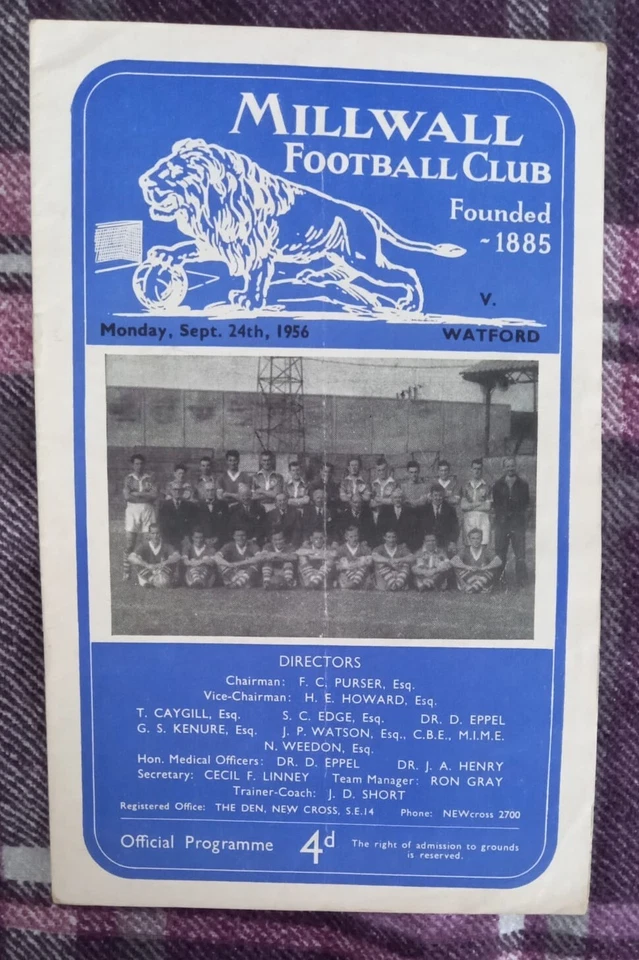 MILLWALL
FOOTBALL CLUB
Founded
~1885
V.
Monday, Sept. 24th, 1956
WATFORD
DIRECTORS
Chairman: F. C. PURSER, Esq.
Vice-Chairman: H. E. HOWARD, Esq.
T. CAYGILL, Esq. S. C. EDGE, Esq. DR. D. EPPEL
G. S. KENURE, Esq. J. P. WATSON, Esq., C.B.E., M.I.M.E.
N. WEEDON, Esq.
Hon. Medical Officers: DR. D. EPPEL DR. J. A. HENRY
Secretary: CECIL F. LINNEY Team Manager: RON GRAY
Trainer-Coach: J. D. SHORT
Registered Office: THE DEN, NEW CROSS, S.E.14 Phone: NEWcross 2700
Official Programme 4d The right of admission to grounds
is reserved.